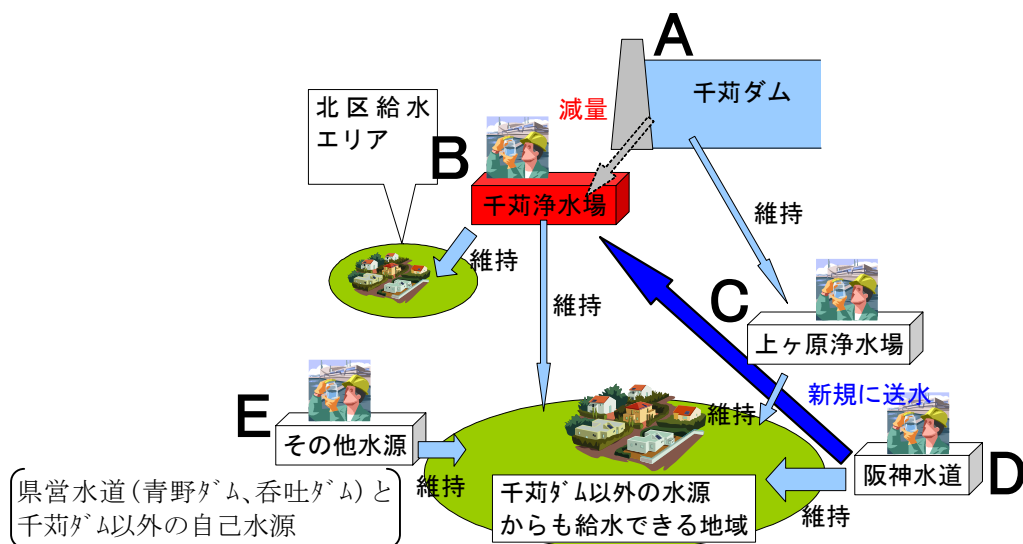 A
千苅ダム
減量
北区給水
エリア
B
千苅浄水場
維持
維持
維持
C
上ヶ原浄水場
新規に送水
維持
E
その他水源
維持
県営水道(青野ﾀﾞﾑ、呑吐ﾀﾞﾑ)と
千苅ﾀﾞﾑ以外の自己水源
千苅ﾀﾞﾑ以外の水源
からも給水できる地域
阪神水道
D
維持